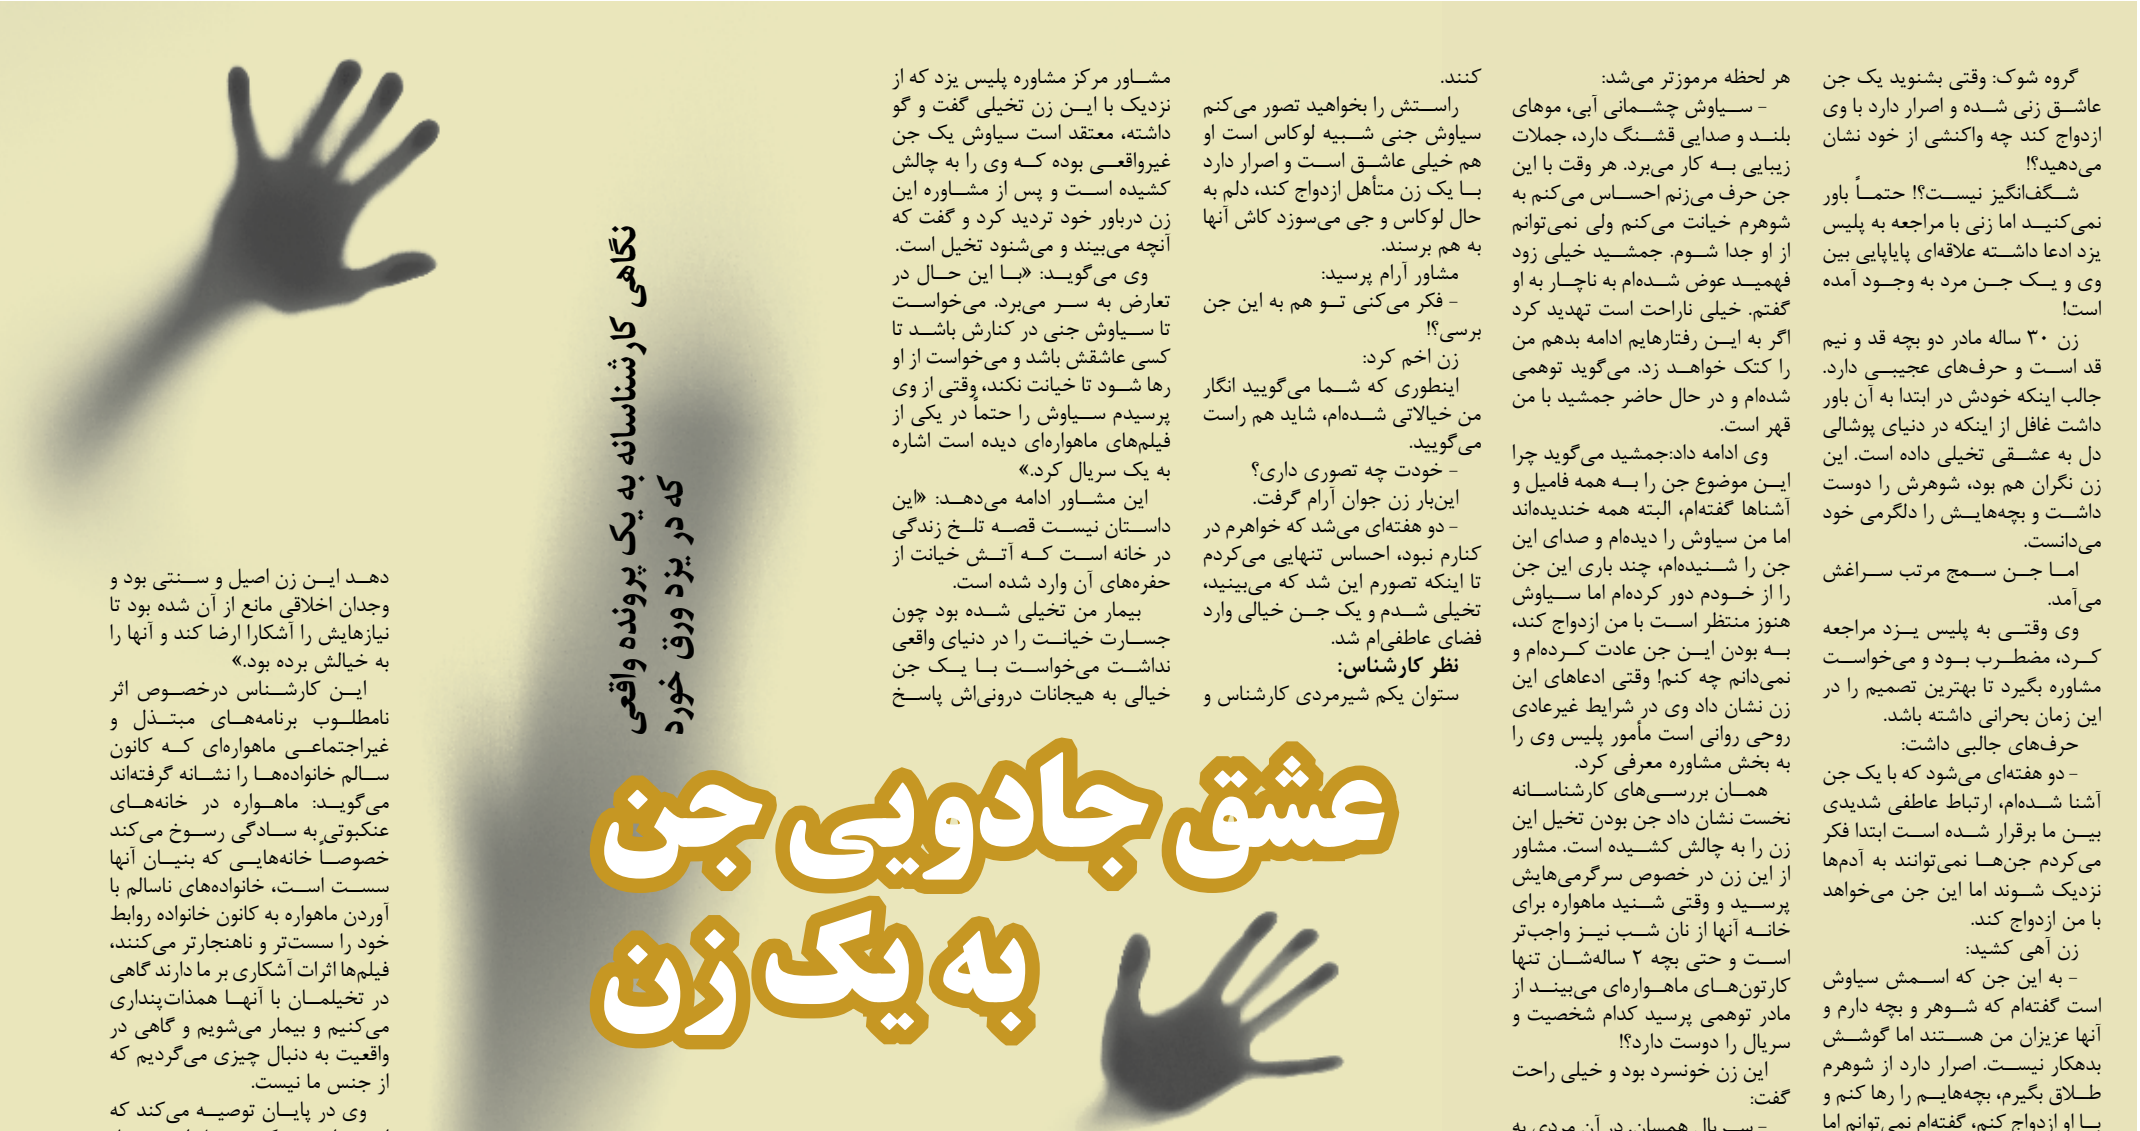 نگاهی کارشناسانه به یک پرونده واقعی
که در یزد ورق خورد
عشق جادویی جن
به یک زن
گروه شوک: وقتی بشنوید یک جن
عاشق زنی شده و اصرار دارد با وی
ازدواج کند چه واکنشی از خود نشان
می‌دهید؟!
شگف‌انگیز نیست؟! حتماً باور
نمی‌کنید اما زنی با مراجعه به پلیس
یزد ادعا داشته علاقه‌ای پایاپایی بین
وی و یک جن مرد به وجود آمده
است!
زن ۳۰ ساله مادر دو بچه قد و نیم
قد است و حرف‌های عجیبی دارد.
جالب اینکه خودش در ابتدا به آن باور
داشت غافل از اینکه در دنیای پوشالی
دل به عشقی تخیلی داده است. این
زن نگران هم بود، شوهرش را دوست
داشت و بچه‌هایش را دلگرمی خود
می‌دانست.
اما جن سمج مرتب سراغش
می‌آمد.
وی وقتی به پلیس یزد مراجعه
کرد، مضطرب بود و می‌خواست
مشاوره بگیرد تا بهترین تصمیم را در
این زمان بحرانی داشته باشد.
حرف‌های جالبی داشت:
- دو هفته‌ای می‌شود که با یک جن
آشنا شده‌ام، ارتباط عاطفی شدیدی
بین ما برقرار شده است ابتدا فکر
می‌کردم جن‌ها نمی‌توانند به آدم‌ها
نزدیک شوند اما این جن می‌خواهد
با من ازدواج کند.
زن آهی کشید:
- به این جن که اسمش سیاوش
است گفته‌ام که شوهر و بچه دارم و
آنها عزیزان من هستند اما گوشش
بدهکار نیست. اصرار دارد از شوهرم
طلاق بگیرم، بچه‌هایم را رها کنم و
با او ازدواج کنم، گفته‌ام نمی‌توانم اما
هر لحظه مرموزتر می‌شد:
- سیاوش چشمانی آبی، موهای
بلند و صدایی قشنگ دارد، جملات
زیبایی به کار می‌برد. هر وقت با این
جن حرف می‌زنم احساس می‌کنم به
شوهرم خیانت می‌کنم ولی نمی‌توانم
از او جدا شوم. جمشید خیلی زود
فهمید عوض شده‌ام به ناچار به او
گفتم. خیلی ناراحت است تهدید کرد
اگر به این رفتارهایم ادامه بدهم من
را کتک خواهد زد. می‌گوید توهمی
شده‌ام و در حال حاضر جمشید با من
قهر است.
وی ادامه داد:جمشید می‌گوید چرا
این موضوع جن را به همه فامیل و
آشناها گفته‌ام، البته همه خندیده‌اند
اما من سیاوش را دیده‌ام و صدای این
جن را شنیده‌ام، چند باری این جن
را از خودم دور کرده‌ام اما سیاوش
هنوز منتظر است با من ازدواج کند،
به بودن این جن عادت کرده‌ام و
نمی‌دانم چه کنم! وقتی ادعاهای این
زن نشان داد وی در شرایط غیرعادی
روحی روانی است مأمور پلیس وی را
به بخش مشاوره معرفی کرد.
همان بررسی‌های کارشناسانه
نخست نشان داد جن بودن تخیل این
زن را به چالش کشیده است. مشاور
از این زن در خصوص سرگرمی‌هایش
پرسید و وقتی شنید ماهواره برای
خانه آنها از نان شب نیز واجب‌تر
است و حتی بچه ۲ ساله‌شان تنها
کارتون‌های ماهواره‌ای می‌بیند از
مادر توهمی پرسید کدام شخصیت و
سریال را دوست دارد؟!
این زن خونسرد بود و خیلی راحت
گفت:
- سریال همسان. در آن مردی به
کنند.
راستش را بخواهید تصور می‌کنم
سیاوش جنی شبیه لوکاس است او
هم خیلی عاشق است و اصرار دارد
با یک زن متأهل ازدواج کند، دلم به
حال لوکاس و جی می‌سوزد کاش آنها
به هم برسند.
مشاور آرام پرسید:
- فکر می‌کنی تو هم به این جن
برسی؟!
زن اخم کرد:
اینطوری که شما می‌گویید انگار
من خیالاتی شده‌ام، شاید هم راست
می‌گویید.
- خودت چه تصوری داری؟
این‌بار زن جوان آرام گرفت.
- دو هفته‌ای می‌شد که خواهرم در
کنارم نبود، احساس تنهایی می‌کردم
تا اینکه تصورم این شد که می‌بینید،
تخیلی شدم و یک جن خیالی وارد
فضای عاطفی‌ام شد.
نظر کارشناس:
ستوان یکم شیرمردی کارشناس و
مشاور مرکز مشاوره پلیس یزد که از
نزدیک با این زن تخیلی گفت و گو
داشته، معتقد است سیاوش یک جن
غیرواقعی بوده که وی را به چالش
کشیده است و پس از مشاوره این
زن درباور خود تردید کرد و گفت که
آنچه می‌بیند و می‌شنود تخیل است.
وی می‌گوید: «با این حال در
تعارض به سر می‌برد. می‌خواست
تا سیاوش جنی در کنارش باشد تا
کسی عاشقش باشد و می‌خواست از او
رها شود تا خیانت نکند، وقتی از وی
پرسیدم سیاوش را حتماً در یکی از
فیلم‌های ماهواره‌ای دیده است اشاره
به یک سریال کرد.»
این مشاور ادامه می‌دهد: «این
داستان نیست قصه تلخ زندگی
در خانه است که آتش خیانت از
حفره‌های آن وارد شده است.
بیمار من تخیلی شده بود چون
جسارت خیانت را در دنیای واقعی
نداشت می‌خواست با یک جن
خیالی به هیجانات درونی‌اش پاسخ
دهد این زن اصیل و سنتی بود و
وجدان اخلاقی مانع از آن شده بود تا
نیازهایش را آشکارا ارضا کند و آنها را
به خیالش برده بود.»
این کارشناس درخصوص اثر
نامطلوب برنامه‌های مبتذل و
غیراجتماعی ماهواره‌ای که کانون
سالم خانواده‌ها را نشانه گرفته‌اند
می‌گوید: ماهواره در خانه‌های
عنکبوتی به سادگی رسوخ می‌کند
خصوصاً خانه‌هایی که بنیان آنها
سست است، خانواده‌های ناسالم با
آوردن ماهواره به کانون خانواده روابط
خود را سست‌تر و ناهنجارتر می‌کنند،
فیلم‌ها اثرات آشکاری بر ما دارند گاهی
در تخیلمان با آنها همذات‌پنداری
می‌کنیم و بیمار می‌شویم و گاهی در
واقعیت به دنبال چیزی می‌گردیم که
از جنس ما نیست.
وی در پایان توصیه می‌کند که